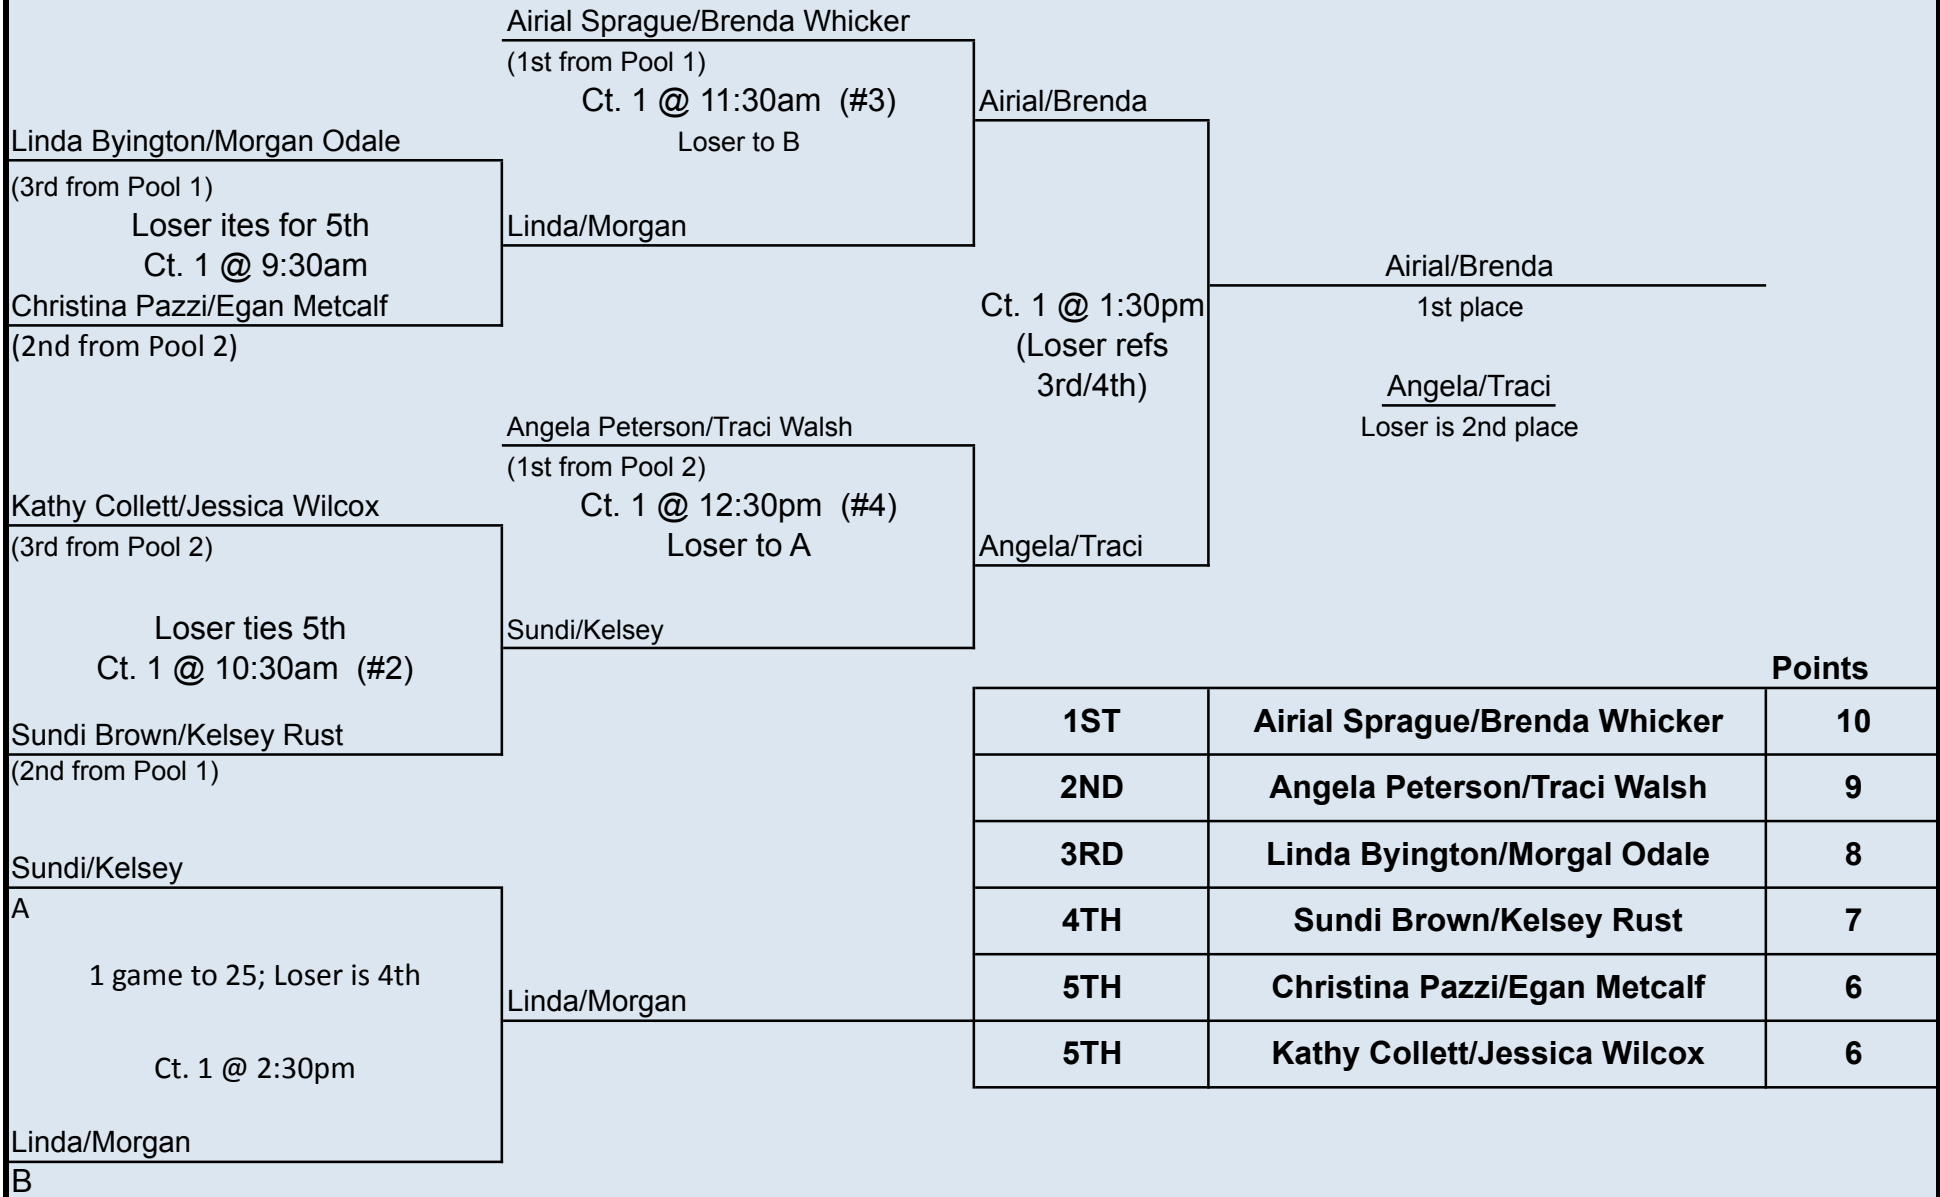 Airial Sprague/Brenda Whicker
(1st from Pool 1)
Ct. 1 @ 11:30am (#3)
Loser to B
Airial/Brenda
Linda Byington/Morgan Odale
(3rd from Pool 1)
Loser ites for 5th
Ct. 1 @ 9:30am
Christina Pazzi/Egan Metcalf
(2nd from Pool 2)
Linda/Morgan
Ct. 1 @ 1:30pm
(Loser refs
3rd/4th)
Airial/Brenda
1st place
Angela/Traci
Loser is 2nd place
Angela Peterson/Traci Walsh
(1st from Pool 2)
Ct. 1 @ 12:30pm (#4)
Loser to A
Angela/Traci
Kathy Collett/Jessica Wilcox
(3rd from Pool 2)
Loser ties 5th
Ct. 1 @ 10:30am (#2)
Sundi Brown/Kelsey Rust
(2nd from Pool 1)
Sundi/Kelsey
Points
1ST Airial Sprague/Brenda Whicker 10
2ND Angela Peterson/Traci Walsh 9
3RD Linda Byington/Morgal Odale 8
4TH Sundi Brown/Kelsey Rust 7
5TH Christina Pazzi/Egan Metcalf 6
5TH Kathy Collett/Jessica Wilcox 6
Sundi/Kelsey
A
1 game to 25; Loser is 4th
Ct. 1 @ 2:30pm
Linda/Morgan
Linda/Morgan
B